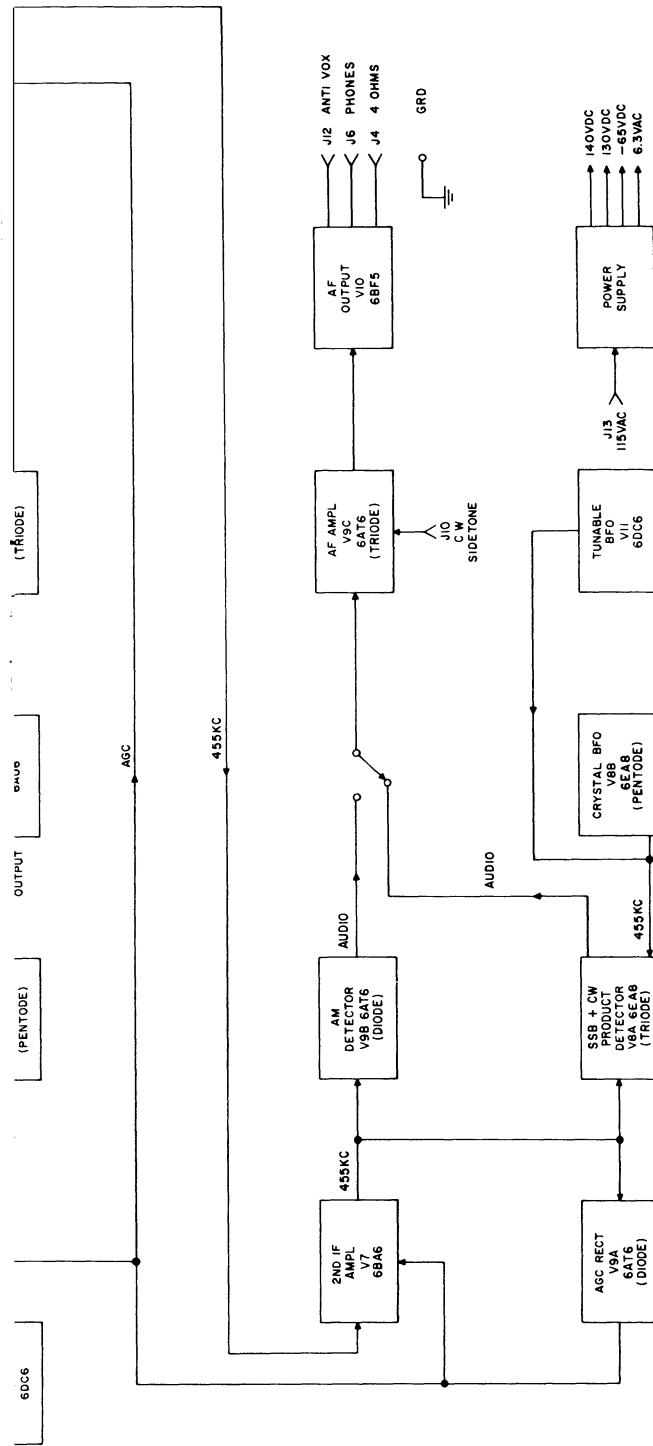 6DC6
(PENTODE)
OUTPUT
(TRIODE)
AGC
455KC
2ND IF
AMPL
V7
6BA6
455KC
AM
DETECTOR
V9B 6AT6
(DIODE)
AUDIO
AF AMPL
V9C
6AT6
(TRIODE)
J10
CW
SIDETONE
AF
OUTPUT
V10
6BF5
J12 ANTI VOX
J6 PHONES
J4 4 OHMS
GRD
AGC RECT
V9A
6AT6
(DIODE)
SSB + CW
PRODUCT
DETECTOR
V8A 6EA8
(TRIODE)
AUDIO
455KC
CRYSTAL BFO
V8B
6EA8
(PENTODE)
TUNABLE
BFO
V11
6DC6
J13
115VAC
POWER
SUPPLY
140VDC
130VDC
-65VDC
6.3VAC